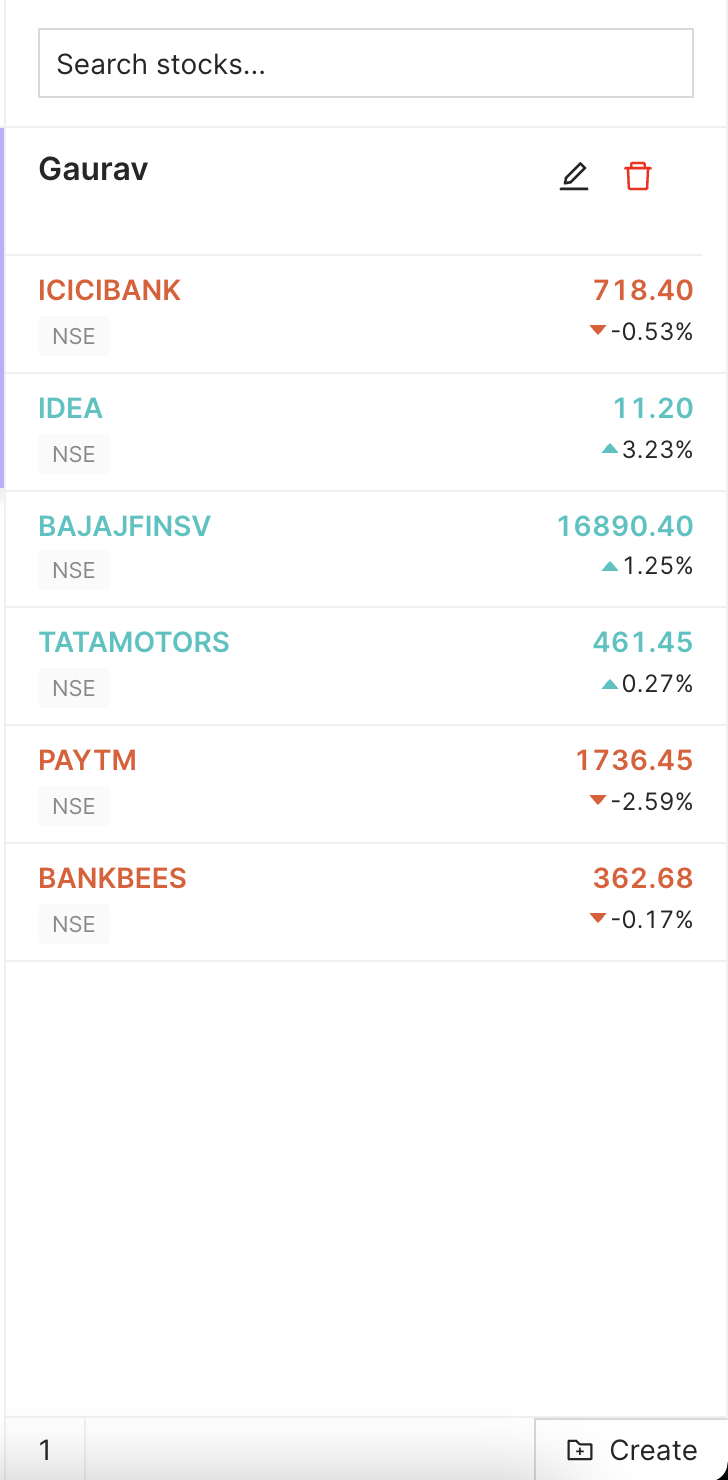 Search stocks...
Gaurav
ICICIBANK 718.40
NSE -0.53%
IDEA 11.20
NSE 3.23%
BAJAJFINSV 16890.40
NSE 1.25%
TATAMOTORS 461.45
NSE 0.27%
PAYTM 1736.45
NSE -2.59%
BANKBEES 362.68
NSE -0.17%
1 Create